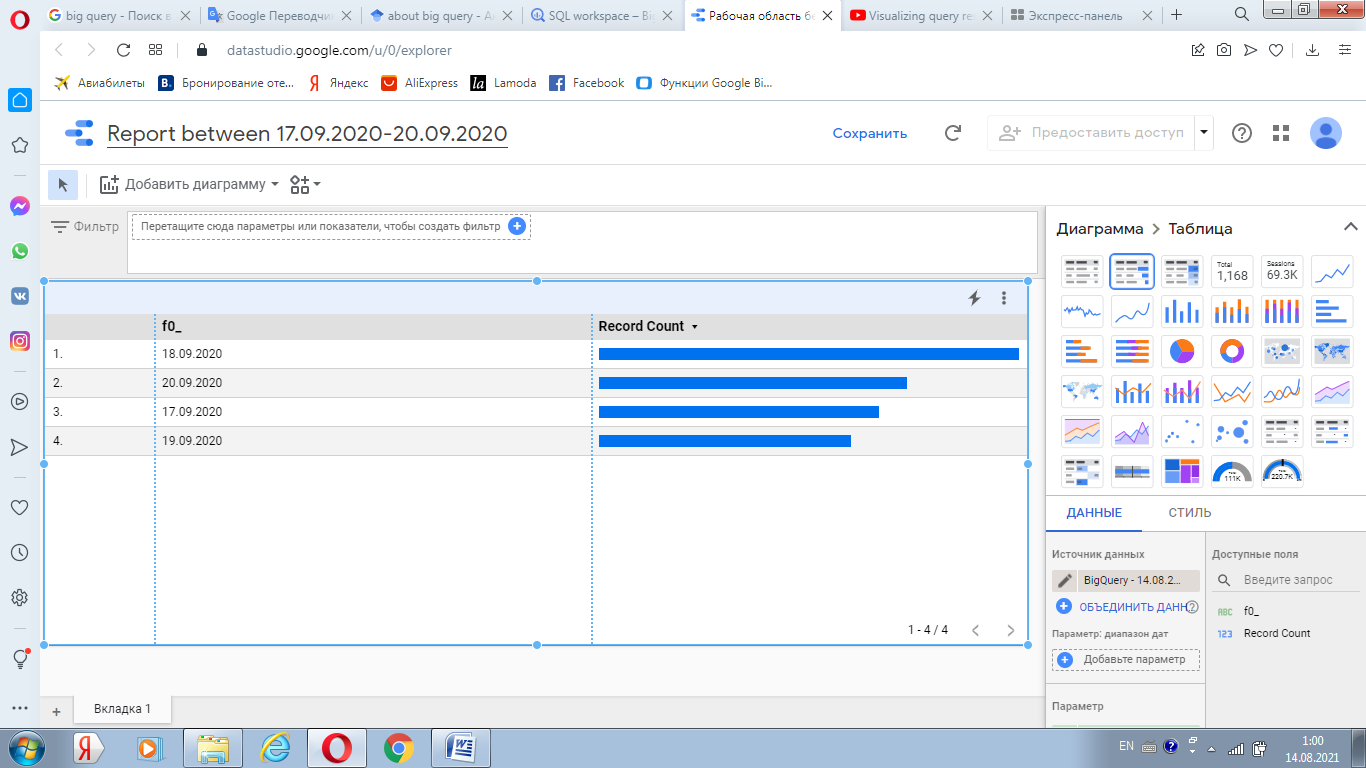 big query - Поиск в
Google Переводчи
about big query - A
SQL workspace – Bi
Рабочая область бе
Visualizing query re
Экспресс-панель
datastudio.google.com/u/0/explorer
Авиабилеты
Бронирование оте...
Яндекс
AliExpress
Lamoda
Facebook
Функции Google Bi...
Report between 17.09.2020-20.09.2020
Сохранить
Предоставить доступ
Добавить диаграмму
Фильтр
Перетащите сюда параметры или показатели, чтобы создать фильтр
f0_
Record Count
1.
18.09.2020
2.
20.09.2020
3.
17.09.2020
4.
19.09.2020
1 - 4 / 4
Вкладка 1
Диаграмма
Таблица
Total
1,168
Sessions
69.3K
111K
220.7K
ДАННЫЕ
СТИЛЬ
Источник данных
BigQuery - 14.08.2...
ОБЪЕДИНИТЬ ДАНН
Параметр: диапазон дат
Добавьте параметр
Параметр
Доступные поля
Введите запрос
ABC
f0_
123
Record Count
EN
1:00
14.08.2021